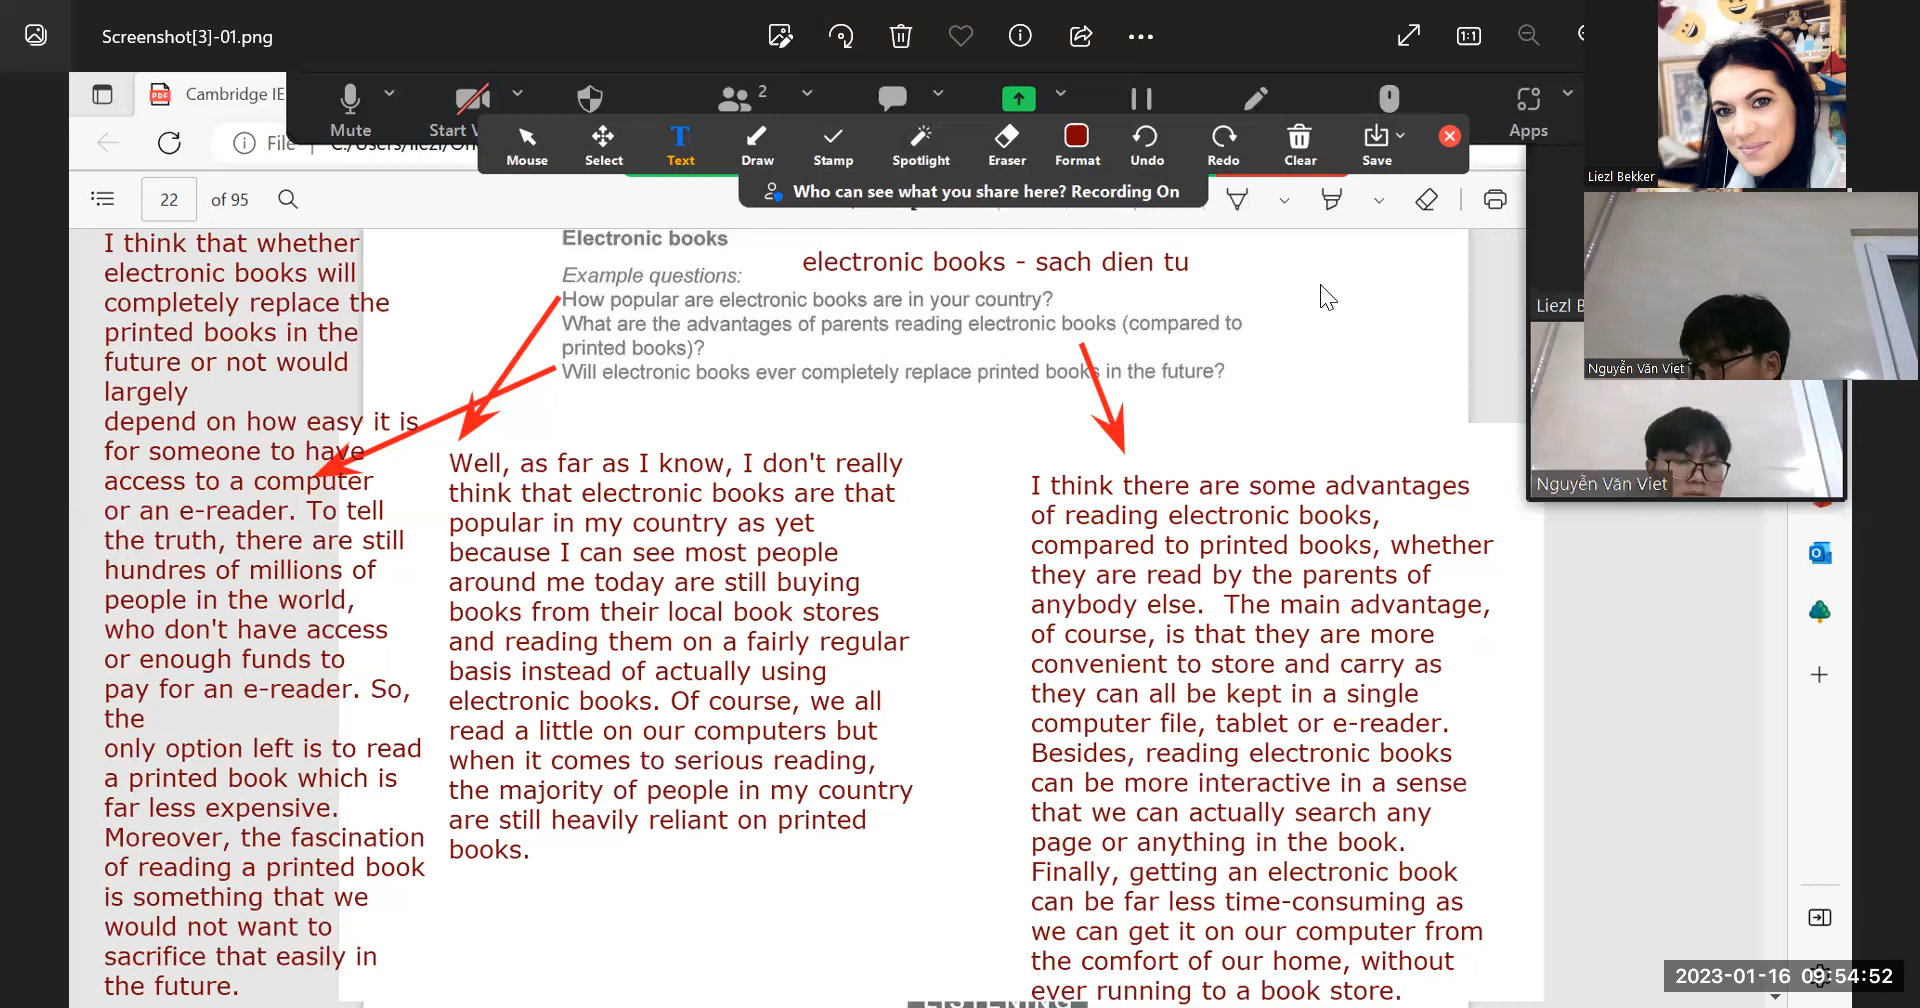 Screenshot[3]-01.png
Cambridge IE
2
Mute
Start V
Apps
File
Mouse
Select
Text
Draw
Stamp
Spotlight
Eraser
Format
Undo
Redo
Clear
Save
Who can see what you share here? Recording On
22
of 95
Liezl Bekker
Liezl B
Nguyễn Văn Viet
Nguyễn Văn Viet
Electronic books
electronic books - sach dien tu
Example questions:
How popular are electronic books are in your country?
What are the advantages of parents reading electronic books (compared to
printed books)?
Will electronic books ever completely replace printed books in the future?
I think that whether
electronic books will
completely replace the
printed books in the
future or not would
largely
depend on how easy it is
for someone to have
access to a computer
or an e-reader. To tell
the truth, there are still
hundres of millions of
people in the world,
who don't have access
or enough funds to
pay for an e-reader. So,
the
only option left is to read
a printed book which is
far less expensive.
Moreover, the fascination
of reading a printed book
is something that we
would not want to
sacrifice that easily in
the future.
Well, as far as I know, I don't really
think that electronic books are that
popular in my country as yet
because I can see most people
around me today are still buying
books from their local book stores
and reading them on a fairly regular
basis instead of actually using
electronic books. Of course, we all
read a little on our computers but
when it comes to serious reading,
the majority of people in my country
are still heavily reliant on printed
books.
I think there are some advantages
of reading electronic books,
compared to printed books, whether
they are read by the parents of
anybody else. The main advantage,
of course, is that they are more
convenient to store and carry as
they can all be kept in a single
computer file, tablet or e-reader.
Besides, reading electronic books
can be more interactive in a sense
that we can actually search any
page or anything in the book.
Finally, getting an electronic book
can be far less time-consuming as
we can get it on our computer from
the comfort of our home, without
ever running to a book store.
2023-01-16 09:54:52